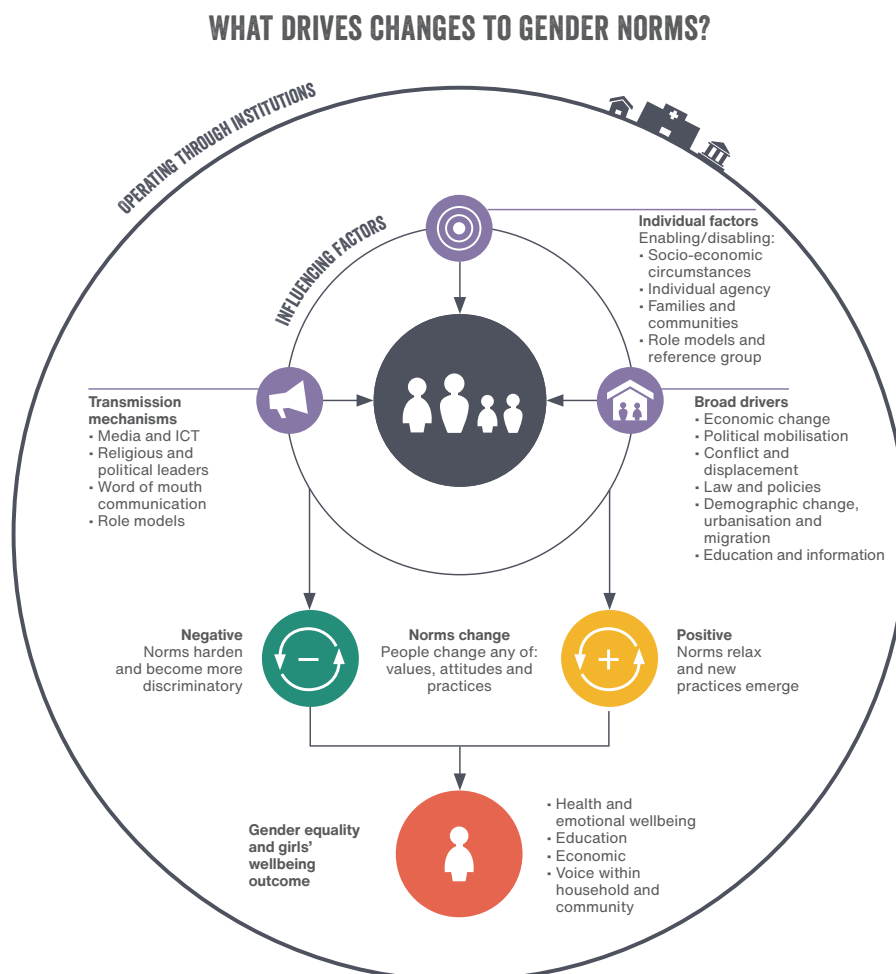 WHAT DRIVES CHANGES TO GENDER NORMS?
OPERATING THROUGH INSTITUTIONS
INFLUENCING FACTORS
Individual factors
Enabling/disabling:
▪ Socio-economic
circumstances
▪ Individual agency
▪ Families and
communities
▪ Role models and
reference group
Transmission
mechanisms
▪ Media and ICT
▪ Religious and
political leaders
▪ Word of mouth
communication
▪ Role models
Broad drivers
▪ Economic change
▪ Political mobilisation
▪ Conflict and
displacement
▪ Law and policies
▪ Demographic change,
urbanisation and
migration
▪ Education and information
Negative
Norms harden
and become more
discriminatory
Norms change
People change any of:
values, attitudes and
practices
Positive
Norms relax
and new
practices emerge
Gender equality
and girls’
wellbeing
outcome
▪ Health and
emotional wellbeing
▪ Education
▪ Economic
▪ Voice within
household and
community